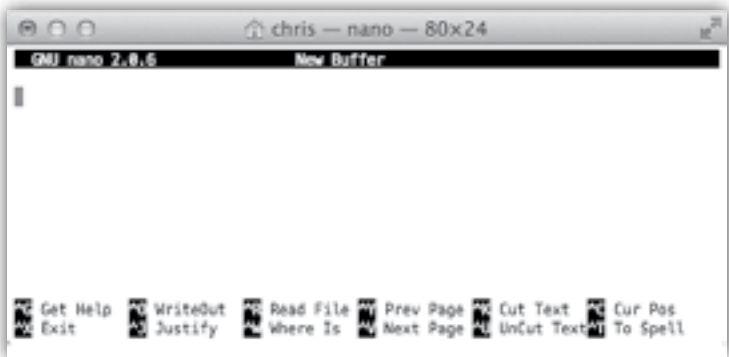 chris — nano — 80×24
GNU nano 2.0.6 New Buffer
^G Get Help ^O WriteOut ^R Read File ^Y Prev Page ^K Cut Text ^C Cur Pos
^X Exit ^J Justify ^W Where Is ^V Next Page ^U UnCut Text ^T To Spell